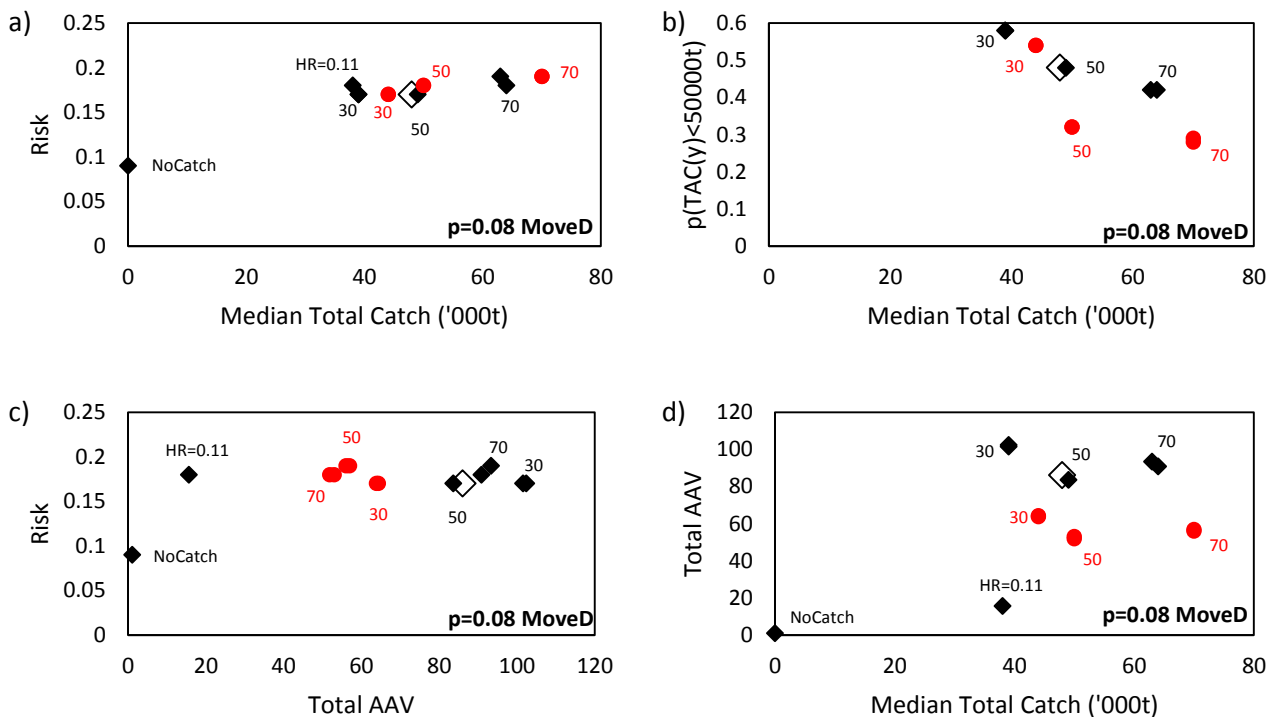 a)
0.25
0.2
0.15
0.1
0.05
0
Risk
HR=0.11
50
70
30
30
50
70
NoCatch
p=0.08 MoveD
0 20 40 60 80
Median Total Catch ('000t)
b)
0.6
0.5
0.4
0.3
0.2
0.1
0
p(TAC(y)<50000t)
30
30
50
70
50
70
p=0.08 MoveD
0 20 40 60 80
Median Total Catch ('000t)
c)
0.25
0.2
0.15
0.1
0.05
0
Risk
HR=0.11
50
70
30
70
30
50
NoCatch
p=0.08 MoveD
0 20 40 60 80 100 120
Total AAV
d)
120
100
80
60
40
20
0
Total AAV
30
50
70
30
50
70
HR=0.11
NoCatch
p=0.08 MoveD
0 20 40 60 80
Median Total Catch ('000t)